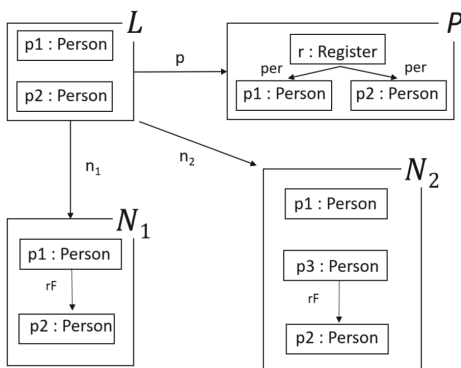 L
p1 : Person
p2 : Person
p
P
r : Register
per
per
p1 : Person
p2 : Person
n1
n2
N1
p1 : Person
rF
p2 : Person
N2
p1 : Person
p3 : Person
rF
p2 : Person